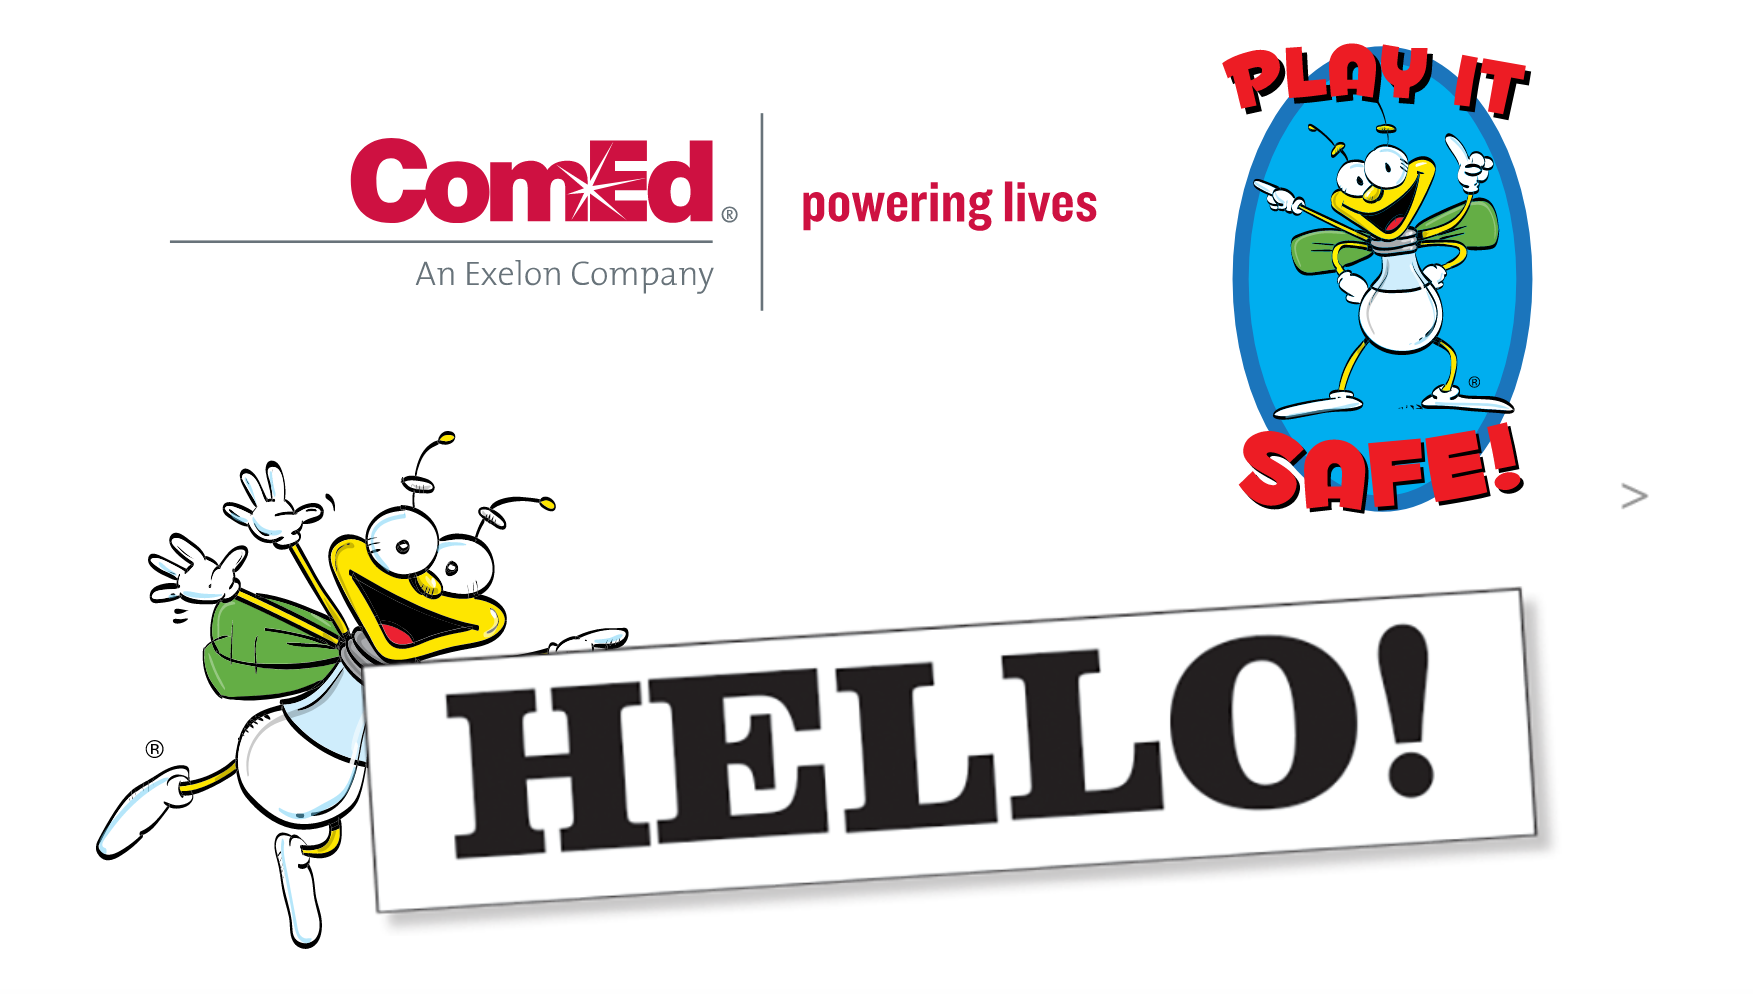 PLAY IT
ComEd®
powering lives
An Exelon Company
®
SAFE!
>
HELLO!
®